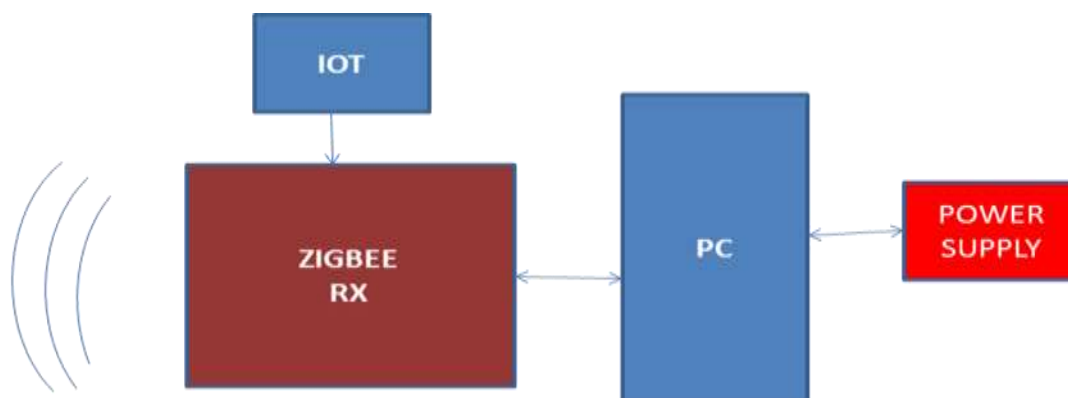 IOT
ZIGBEE
RX
PC
POWER
SUPPLY